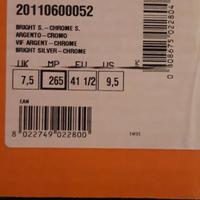 20110600052
BRIGHT S. - CHROME S.
ARGENTO-CROMO
VIF ARGENT-CHROME
BRIGHT SILVER-CHROME
UK MP EU US
7,5 265 41 1/2 9,5
EAN
8 022749 022800